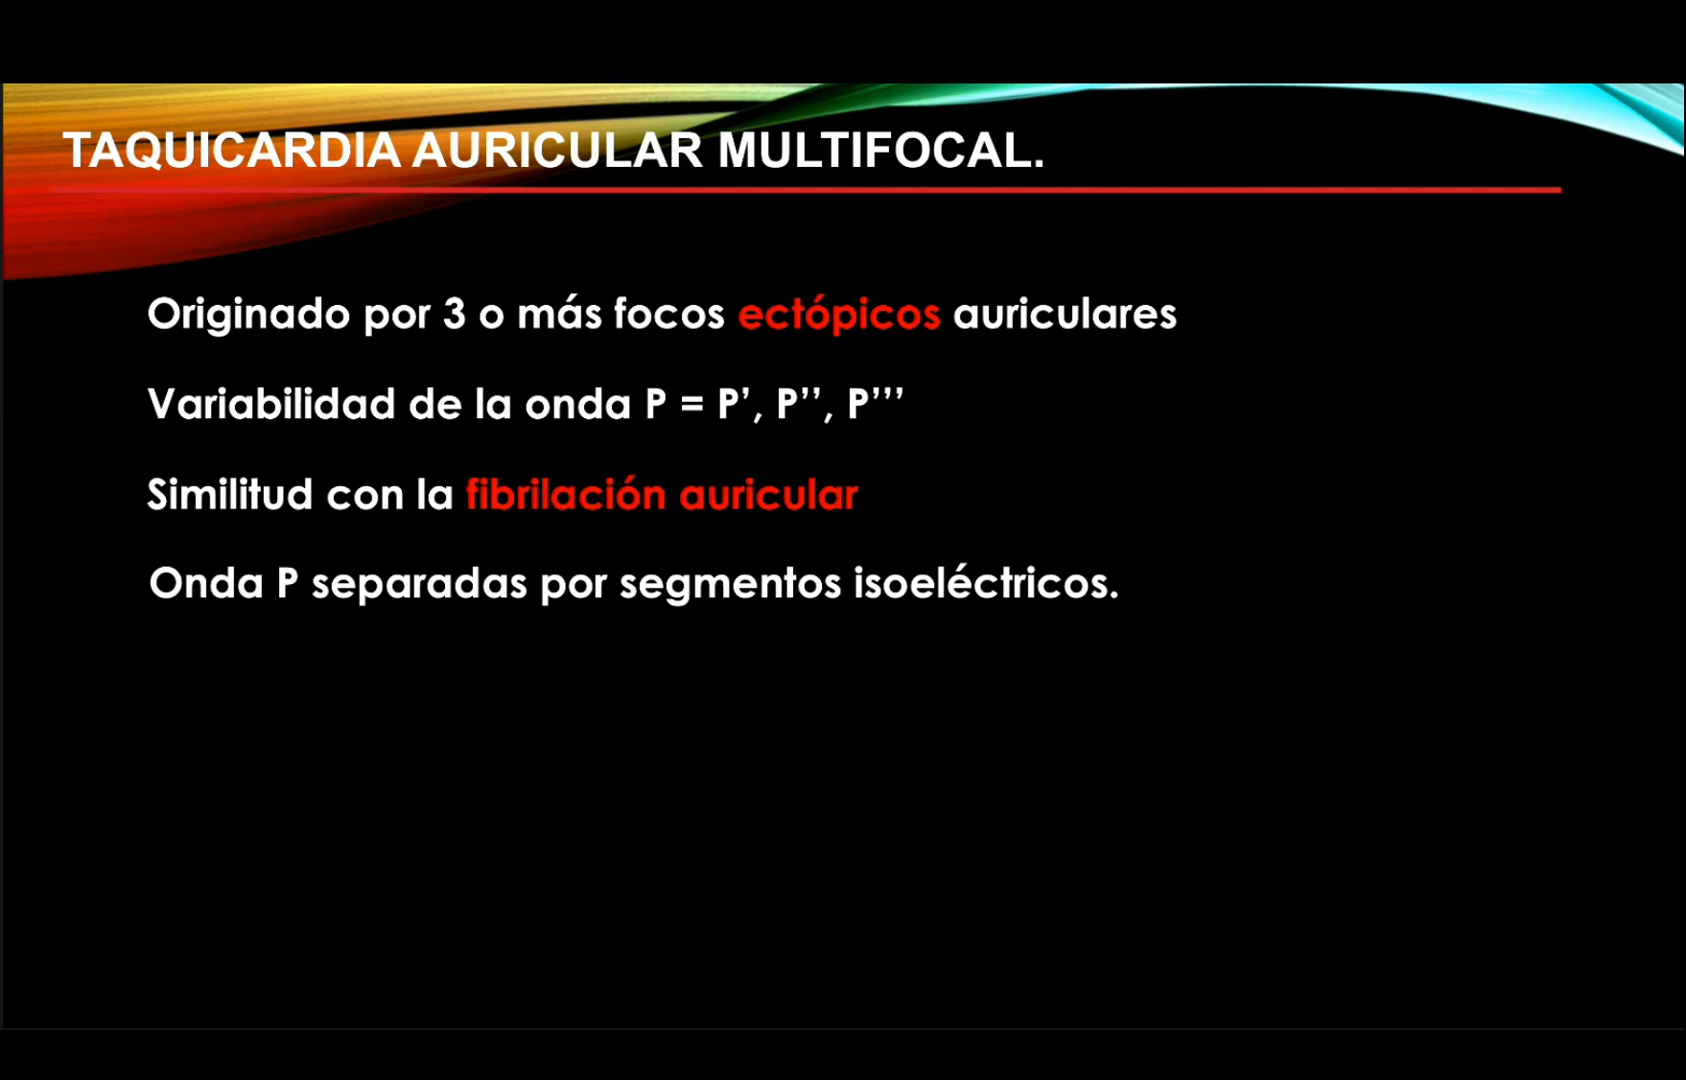 TAQUICARDIA AURICULAR MULTIFOCAL.
Originado por 3 o más focos ectópicos auriculares
Variabilidad de la onda P = P’, P’’, P’’’
Similitud con la fibrilación auricular
Onda P separadas por segmentos isoeléctricos.